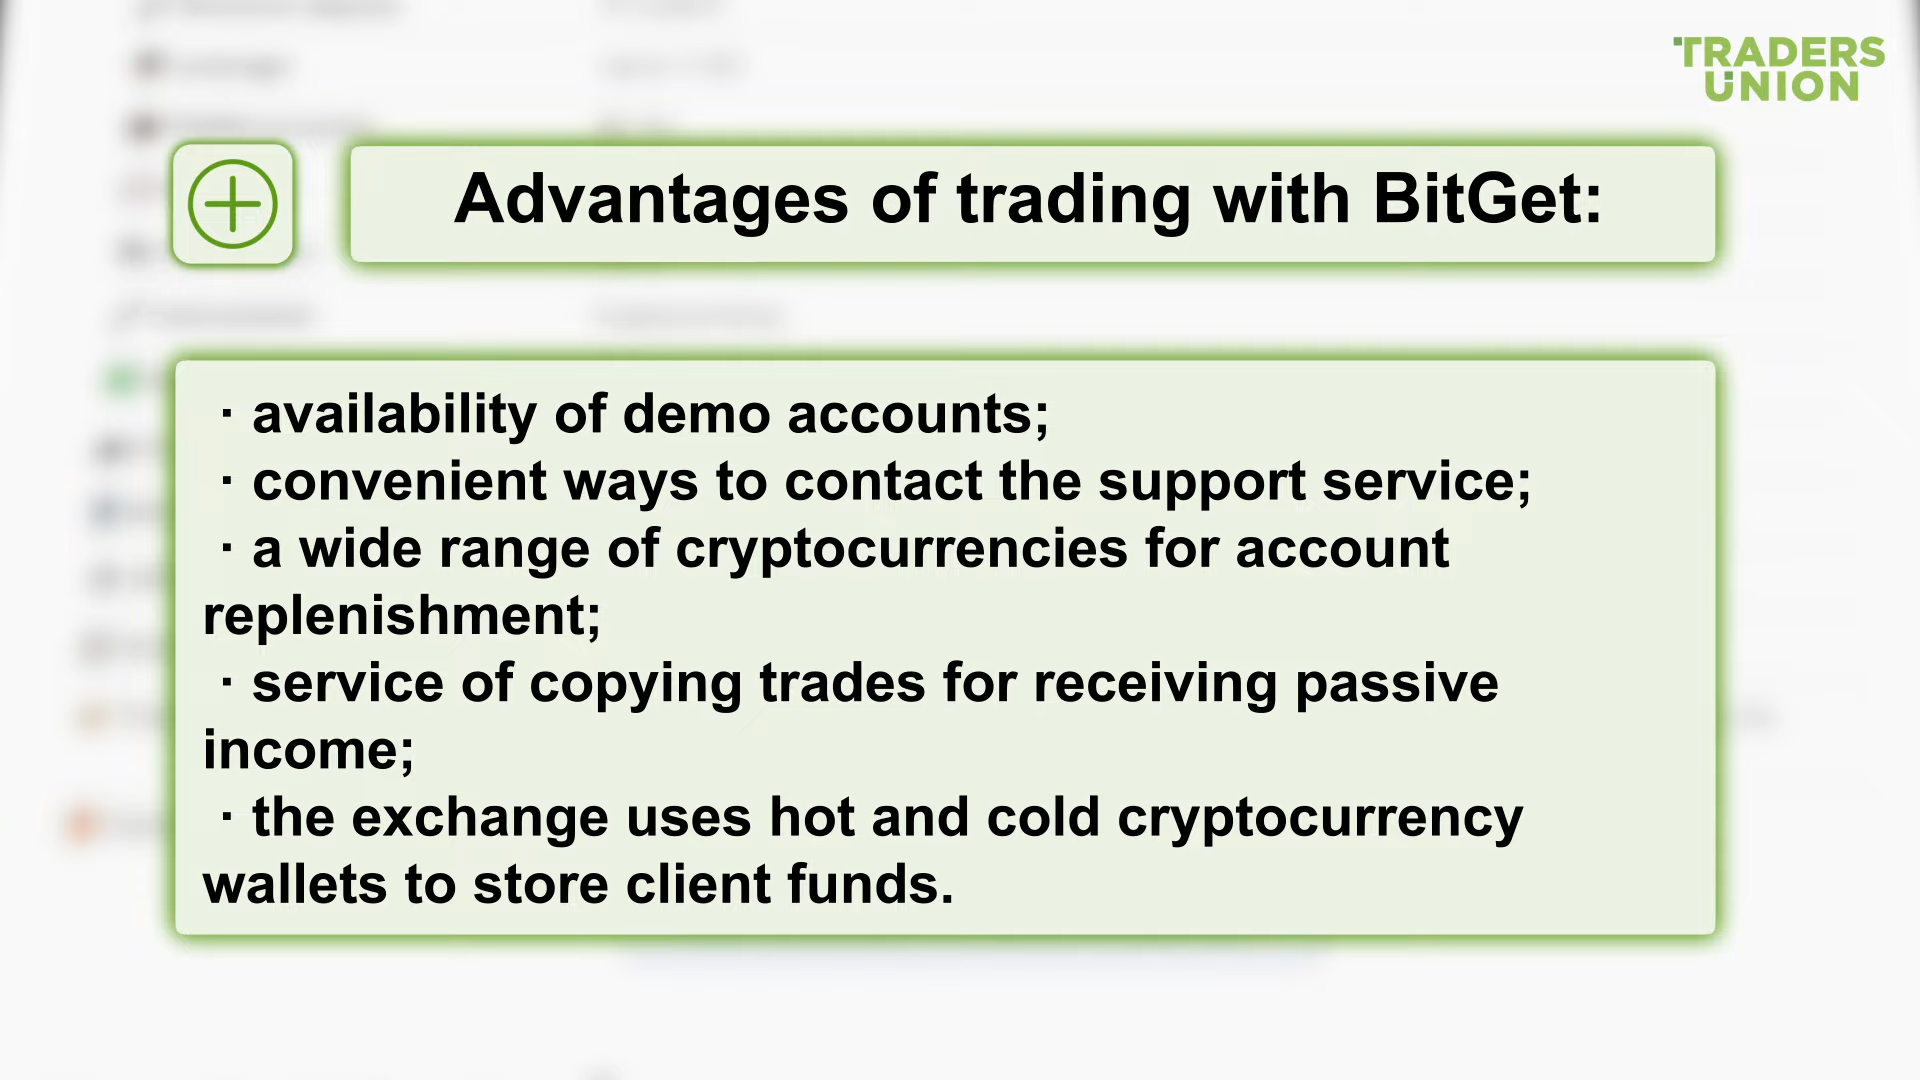 TRADERS
UNION
Advantages of trading with BitGet:
· availability of demo accounts;
· convenient ways to contact the support service;
· a wide range of cryptocurrencies for account
replenishment;
· service of copying trades for receiving passive
income;
· the exchange uses hot and cold cryptocurrency
wallets to store client funds.